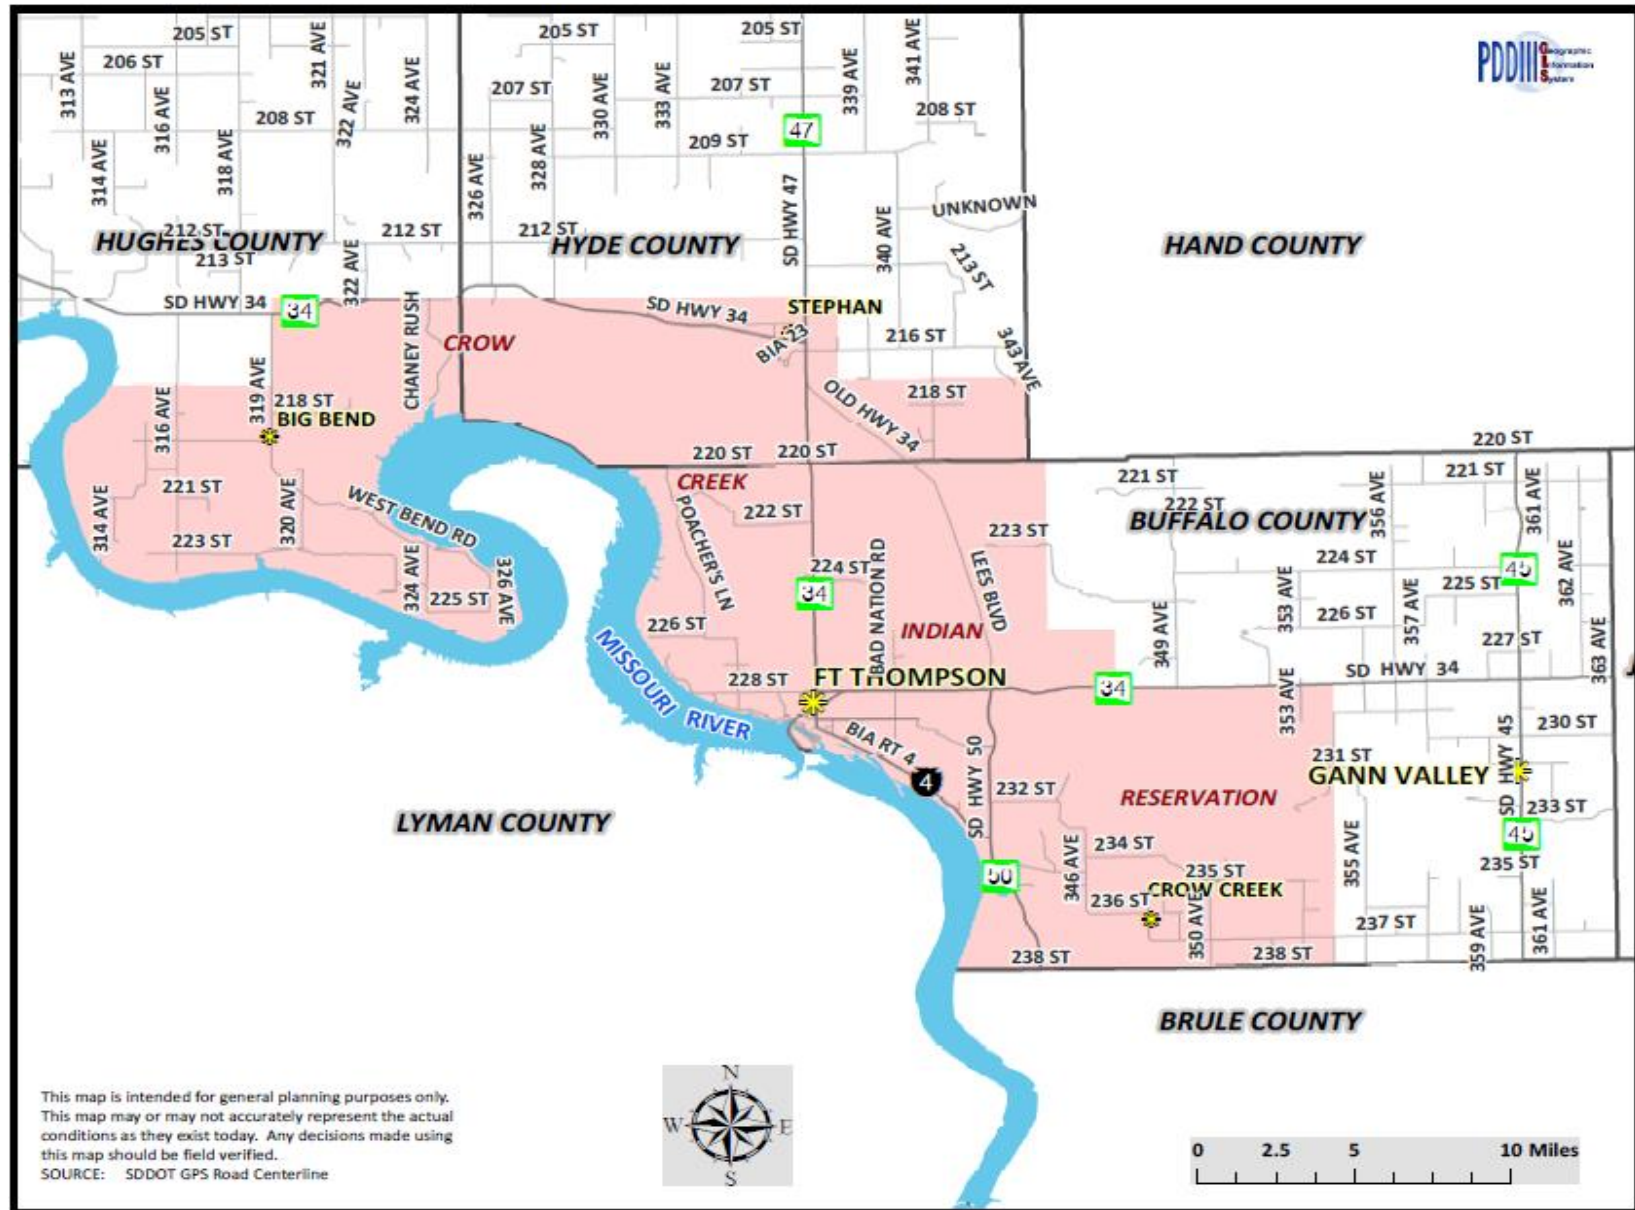 205 ST
205 ST
205 ST
206 ST
313 AVE
321 AVE
324 AVE
316 AVE
322 AVE
208 ST
314 AVE
318 AVE
207 ST
330 AVE
333 AVE
207 ST
339 AVE
341 AVE
208 ST
47
209 ST
328 AVE
326 AVE
SD HWY 47
340 AVE
UNKNOWN
213 ST
PDDIII GIS
Geographic
Information
System
212 ST
HUGHES COUNTY
213 ST
322 AVE
212 ST
212 ST
HYDE COUNTY
HAND COUNTY
SD HWY 34
34
CHANEY RUSH
CROW
SD HWY 34
STEPHAN
BIA 23
216 ST
343 AVE
319 AVE
316 AVE
218 ST
BIG BEND
OLD HWY 34
218 ST
220 ST
220 ST
220 ST
CREEK
221 ST
314 AVE
320 AVE
223 ST
WEST BEND RD
324 AVE
225 ST
326 AVE
POACHER'S LN
222 ST
224 ST
34
BAD NATION RD
LEES BLVD
223 ST
221 ST
222 ST
BUFFALO COUNTY
356 AVE
221 ST
361 AVE
224 ST
45
225 ST
362 AVE
353 AVE
226 ST
357 AVE
227 ST
349 AVE
363 AVE
226 ST
INDIAN
MISSOURI RIVER
228 ST
FT THOMPSON
34
SD HWY 34
353 AVE
BIA RT 4
4
SD HWY 50
232 ST
RESERVATION
231 ST
GANN VALLEY
SD HWY 45
230 ST
233 ST
45
235 ST
LYMAN COUNTY
50
346 AVE
234 ST
235 ST
CROW CREEK
236 ST
350 AVE
355 AVE
237 ST
359 AVE
361 AVE
238 ST
238 ST
BRULE COUNTY
This map is intended for general planning purposes only.
This map may or may not accurately represent the actual
conditions as they exist today. Any decisions made using
this map should be field verified.
SOURCE: SDDOT GPS Road Centerline
N
W E
S
0 2.5 5 10 Miles